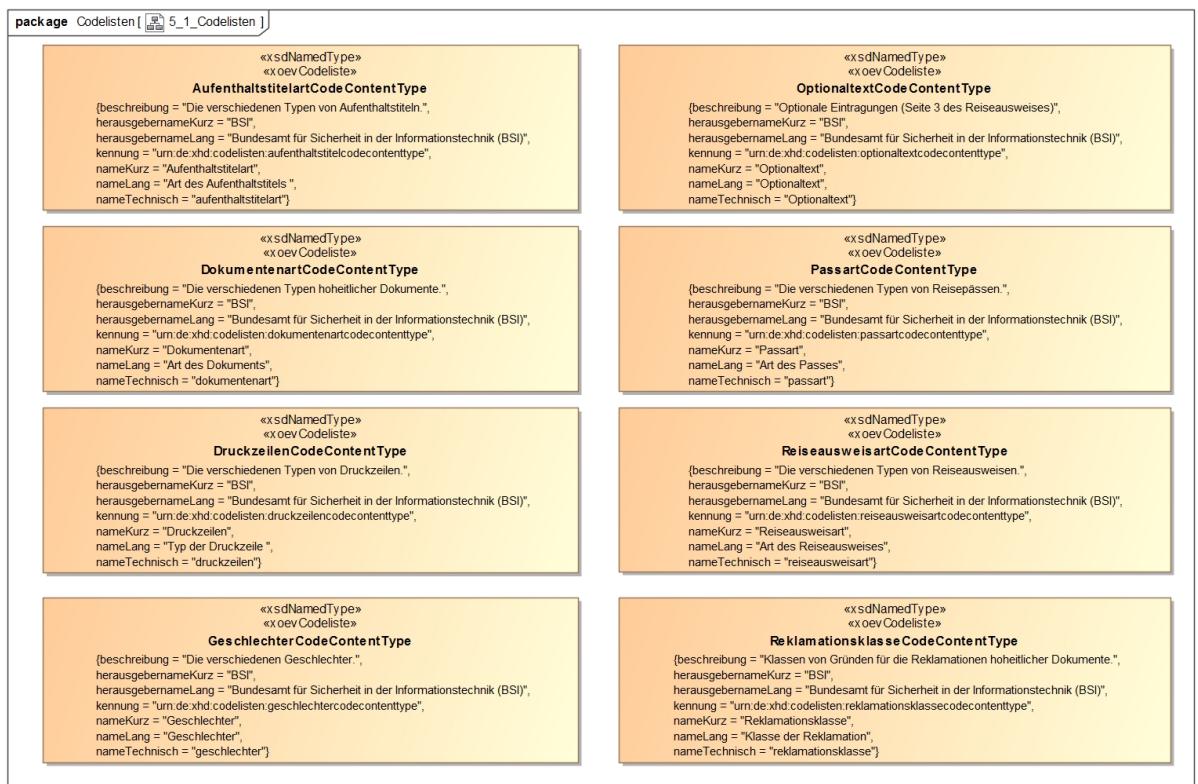 package Codelisten [ 5_1_Codelisten ]
«xsdNamedType»
«xoevCodeliste»
AufenthaltstitelartCodeContentType
{beschreibung = "Die verschiedenen Typen von Aufenthaltstiteln.",
herausgebernameKurz = "BSI",
herausgebernameLang = "Bundesamt für Sicherheit in der Informationstechnik (BSI)",
kennung = "urn:de:xhd:codelisten:aufenthaltstitelcodecontenttype",
nameKurz = "Aufenthaltstitelart",
nameLang = "Art des Aufenthaltstitels ",
nameTechnisch = "aufenthaltstitelart"}
«xsdNamedType»
«xoevCodeliste»
OptionaltextCodeContentType
{beschreibung = "Optionale Eintragungen (Seite 3 des Reiseausweises)",
herausgebernameKurz = "BSI",
herausgebernameLang = "Bundesamt für Sicherheit in der Informationstechnik (BSI)",
kennung = "urn:de:xhd:codelisten:optionaltextcodecontenttype",
nameKurz = "Optionaltext",
nameLang = "Optionaltext",
nameTechnisch = "Optionaltext"}
«xsdNamedType»
«xoevCodeliste»
DokumentenartCodeContentType
{beschreibung = "Die verschiedenen Typen hoheitlicher Dokumente.",
herausgebernameKurz = "BSI",
herausgebernameLang = "Bundesamt für Sicherheit in der Informationstechnik (BSI)",
kennung = "urn:de:xhd:codelisten:dokumentenartcodecontenttype",
nameKurz = "Dokumentenart",
nameLang = "Art des Dokuments",
nameTechnisch = "dokumentenart"}
«xsdNamedType»
«xoevCodeliste»
PassartCodeContentType
{beschreibung = "Die verschiedenen Typen von Reisepässen.",
herausgebernameKurz = "BSI",
herausgebernameLang = "Bundesamt für Sicherheit in der Informationstechnik (BSI)",
kennung = "urn:de:xhd:codelisten:passartcodecontenttype",
nameKurz = "Passart",
nameLang = "Art des Passes",
nameTechnisch = "passart"}
«xsdNamedType»
«xoevCodeliste»
DruckzeilenCodeContentType
{beschreibung = "Die verschiedenen Typen von Druckzeilen.",
herausgebernameKurz = "BSI",
herausgebernameLang = "Bundesamt für Sicherheit in der Informationstechnik (BSI)",
kennung = "urn:de:xhd:codelisten:druckzeilencodecontenttype",
nameKurz = "Druckzeilen",
nameLang = "Typ der Druckzeile ",
nameTechnisch = "druckzeilen"}
«xsdNamedType»
«xoevCodeliste»
ReiseausweisartCodeContentType
{beschreibung = "Die verschiedenen Typen von Reiseausweisen.",
herausgebernameKurz = "BSI",
herausgebernameLang = "Bundesamt für Sicherheit in der Informationstechnik (BSI)",
kennung = "urn:de:xhd:codelisten:reiseausweisartcodecontenttype",
nameKurz = "Reiseausweisart",
nameLang = "Art des Reiseausweises",
nameTechnisch = "reiseausweisart"}
«xsdNamedType»
«xoevCodeliste»
GeschlechterCodeContentType
{beschreibung = "Die verschiedenen Geschlechter.",
herausgebernameKurz = "BSI",
herausgebernameLang = "Bundesamt für Sicherheit in der Informationstechnik (BSI)",
kennung = "urn:de:xhd:codelisten:geschlechtercodecontenttype",
nameKurz = "Geschlechter",
nameLang = "Geschlechter",
nameTechnisch = "geschlechter"}
«xsdNamedType»
«xoevCodeliste»
ReklamationsklasseCodeContentType
{beschreibung = "Klassen von Gründen für die Reklamationen hoheitlicher Dokumente.",
herausgebernameKurz = "BSI",
herausgebernameLang = "Bundesamt für Sicherheit in der Informationstechnik (BSI)",
kennung = "urn:de:xhd:codelisten:reklamationsklassecodecontenttype",
nameKurz = "Reklamationsklasse",
nameLang = "Klasse der Reklamation",
nameTechnisch = "reklamationsklasse"}